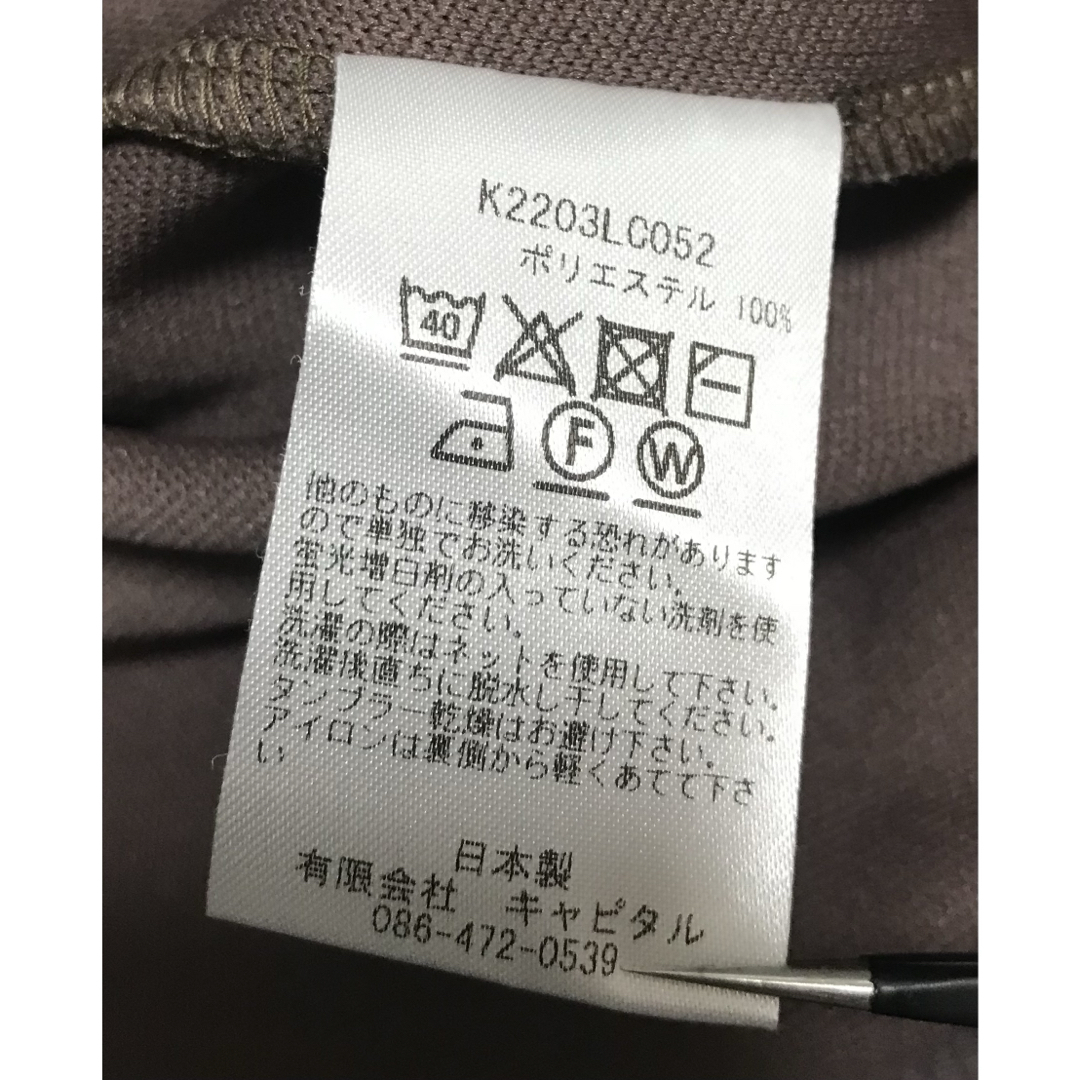 K2203LC052
ポリエステル 100%
40
F W
他のものに移染する恐れがあります
ので単独でお洗いください。
蛍光増白剤の入っていない洗剤を使
用してください。
洗濯の際はネットを使用して下さい。
洗濯後直ちに脱水し干してください。
タンブラー乾燥はお避け下さい。
アイロンは裏側から軽くあてて下さ
い
日本製
有限会社 キャピタル
086-472-0539